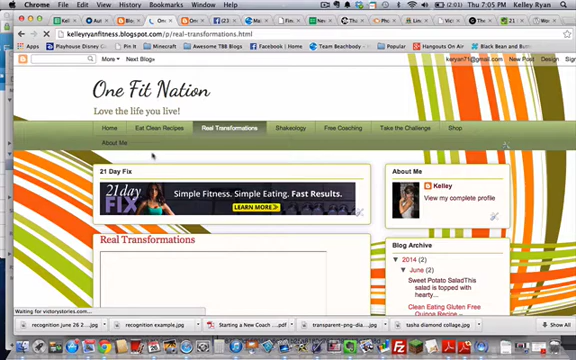 Chrome File Edit View History Bookmarks Window Help
Thu 7:05 PM Kelley Ryan
kelleyryanfitness.blogspot.com/p/real-transformations.html
Apps Playhouse Disney G Minecraft Awesome TBB Blogs Team Beachbody Popular Hangouts On Air Black Bean and But
More Next Blog»
keryan71@gmail.com New Post Design
One Fit Nation
Love the life you live!
Home Eat Clean Recipes Real Transformations Shakeology Free Coaching Take the Challenge Shop
About Me
21 Day Fix
21 day FIX Simple Fitness. Simple Eating. Fast Results.
LEARN MORE
Real Transformations
About Me
Kelley
View my complete profile
Blog Archive
▼ 2014 (2)
▼ June (2)
Sweet Potato SaladThis
salad is topped with
hearty...
Clean Eating Gluten Free
Quinoa Recipe -
Waiting for victorystories.com...
recognition june 26 2....jpg recognition example.jpg Starting a New Coach ....pdf transparent-png-dia....jpg tasha diamond collage.jpg Show All